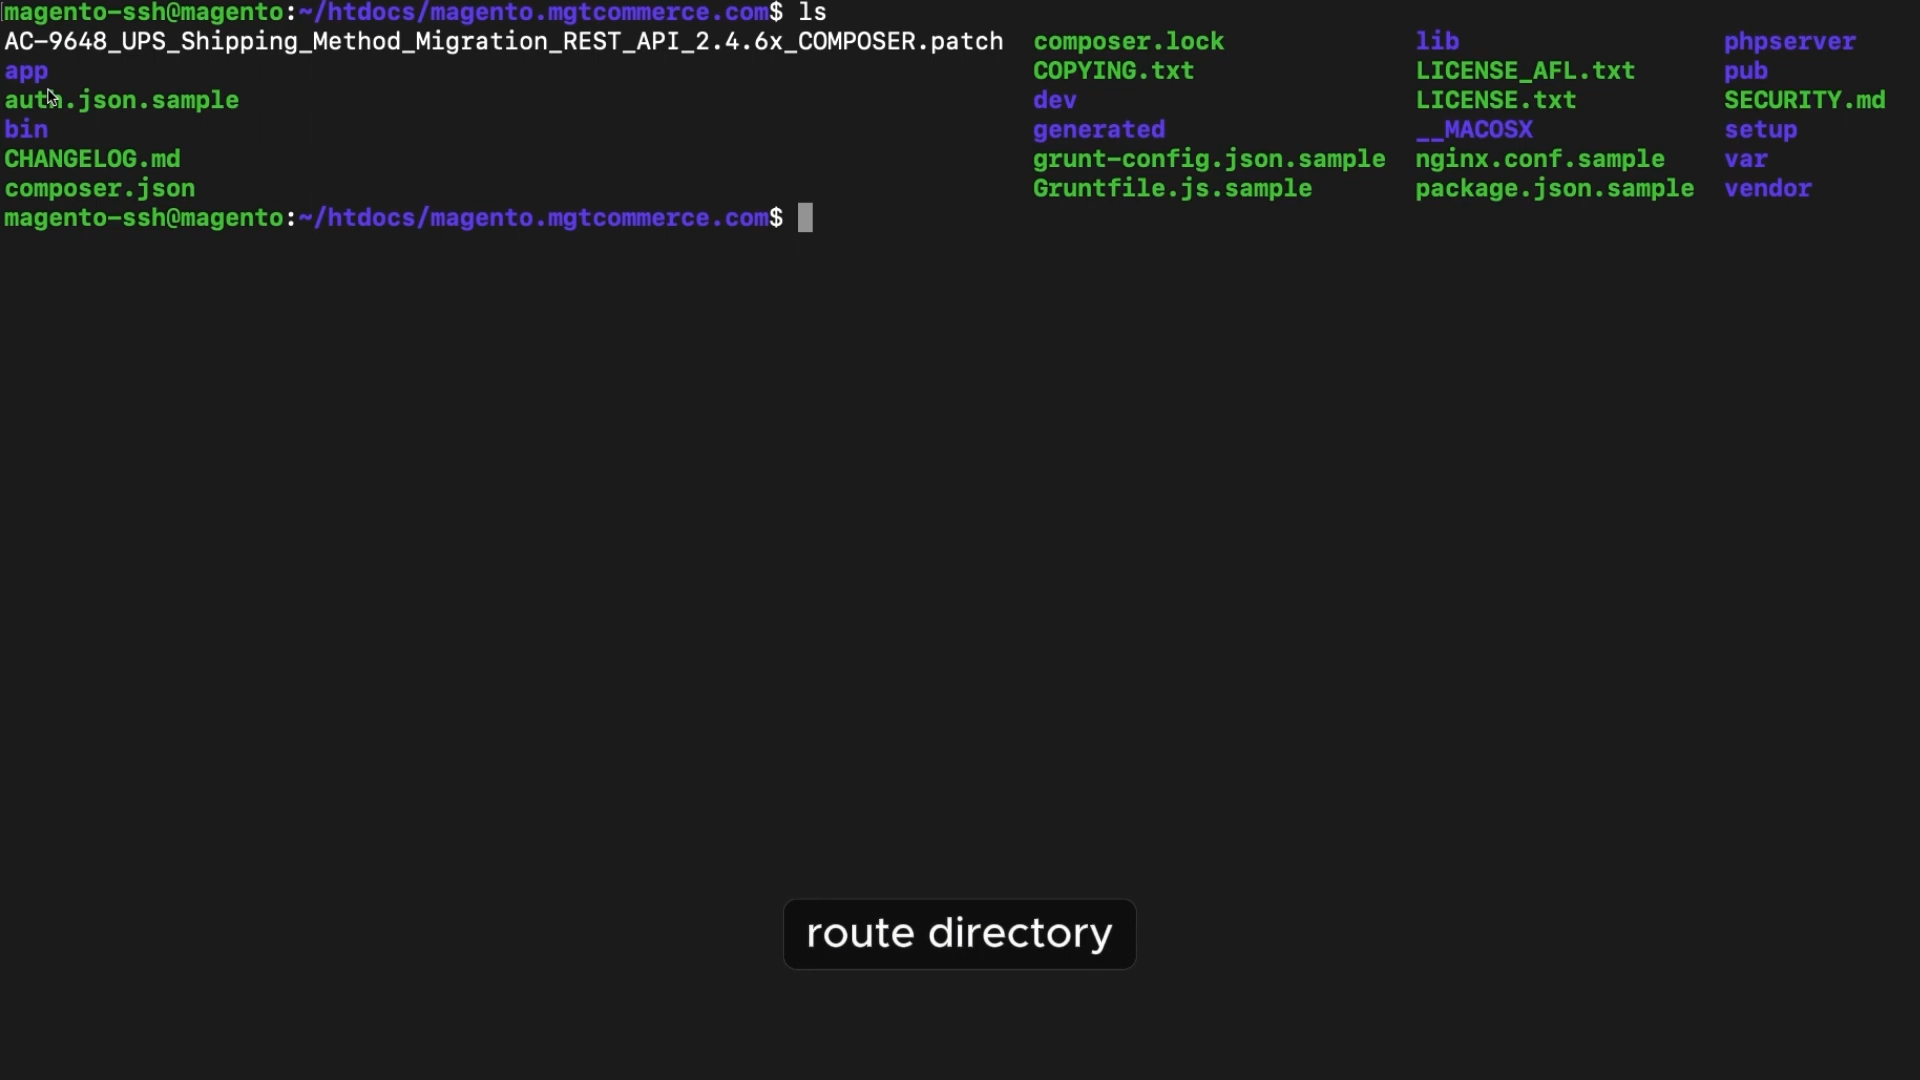 magento-ssh@magento:~/htdocs/magento.mgtcommerce.com$ ls
AC-9648_UPS_Shipping_Method_Migration_REST_API_2.4.6x_COMPOSER.patch composer.lock lib phpserver
app COPYING.txt LICENSE_AFL.txt pub
auth.json.sample dev LICENSE.txt SECURITY.md
bin generated __MACOSX setup
CHANGELOG.md grunt-config.json.sample nginx.conf.sample var
composer.json Gruntfile.js.sample package.json.sample vendor
magento-ssh@magento:~/htdocs/magento.mgtcommerce.com$
route directory